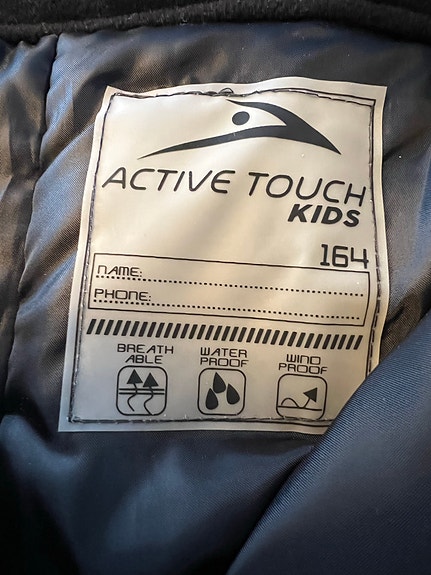 ACTIVE TOUCH
KIDS
164
NAME:
PHONE:
BREATH
ABLE
WATER
PROOF
WIND
PROOF